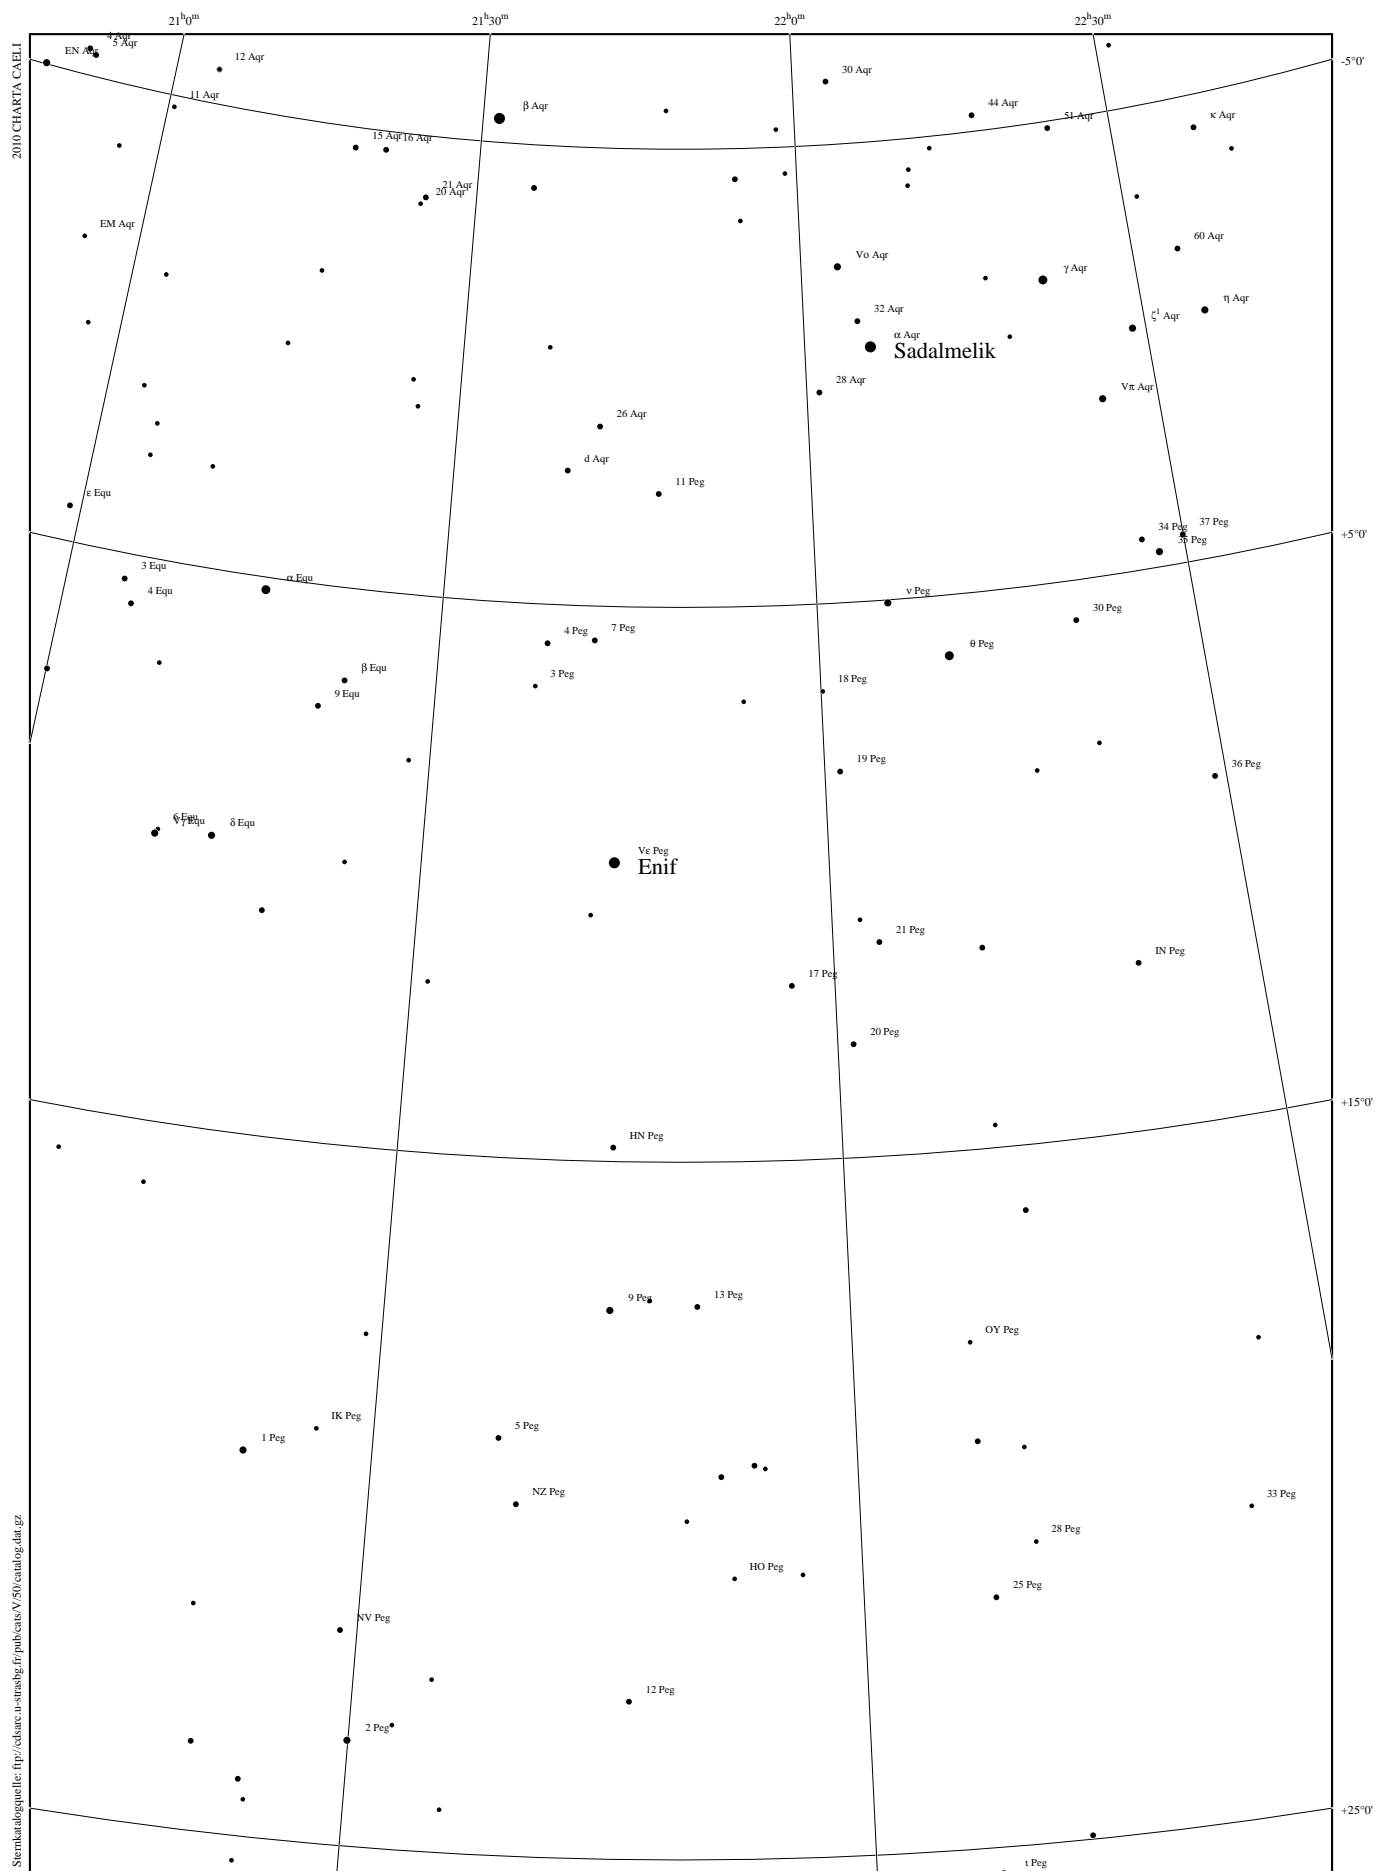 21h0m
21h30m
22h0m
22h30m
2010 CHARTA CAELI
4 Aqr
5 Aqr
EN Aqr
12 Aqr
-5°0'
30 Aqr
11 Aqr
β Aqr
44 Aqr
51 Aqr
κ Aqr
15 Aqr
16 Aqr
21 Aqr
20 Aqr
EM Aqr
60 Aqr
Vο Aqr
γ Aqr
η Aqr
32 Aqr
ζ1 Aqr
α Aqr
Sadalmelik
28 Aqr
Vπ Aqr
26 Aqr
d Aqr
11 Peg
ε Equ
34 Peg
37 Peg
35 Peg
+5°0'
3 Equ
α Equ
4 Equ
ν Peg
30 Peg
4 Peg
7 Peg
θ Peg
β Equ
3 Peg
18 Peg
9 Equ
19 Peg
36 Peg
6 Equ
Vγ Equ
δ Equ
Vε Peg
Enif
21 Peg
IN Peg
17 Peg
20 Peg
+15°0'
HN Peg
9 Peg
13 Peg
OY Peg
IK Peg
1 Peg
5 Peg
NZ Peg
33 Peg
28 Peg
HO Peg
25 Peg
NV Peg
12 Peg
2 Peg
+25°0'
ι Peg
Sternkatalogquelle: ftp://cdsarc.u-strasbg.fr/pub/cats/V/50/catalog.dat.gz